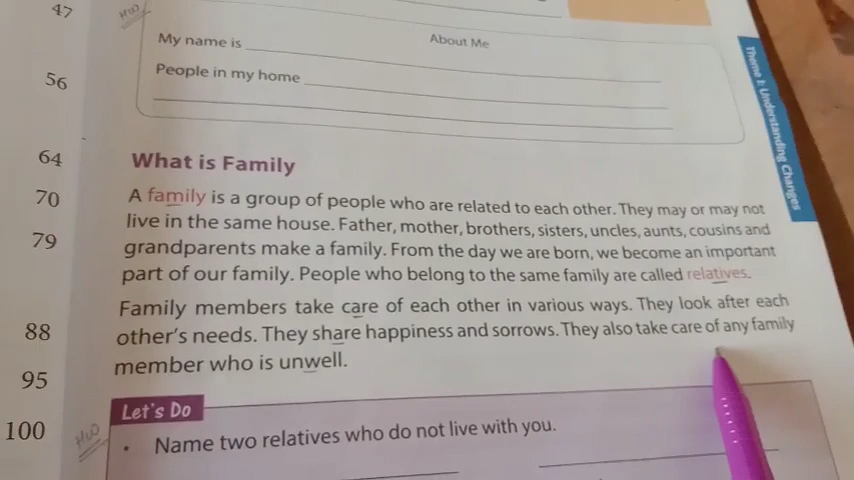 47
H/W
About Me
My name is
People in my home
56
Theme 1: Understanding Changes
64
What is Family
70
A family is a group of people who are related to each other. They may or may not
live in the same house. Father, mother, brothers, sisters, uncles, aunts, cousins and
79
grandparents make a family. From the day we are born, we become an important
part of our family. People who belong to the same family are called relatives.
Family members take care of each other in various ways. They look after each
88
other's needs. They share happiness and sorrows. They also take care of any family
member who is unwell.
95
Let's Do
100
H/W
• Name two relatives who do not live with you.